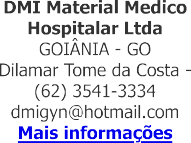 DMI Material Medico
Hospitalar Ltda
GOIÂNIA - GO
Dilamar Tome da Costa -
(62) 3541-3334
dmigyn@hotmail.com
Mais informações